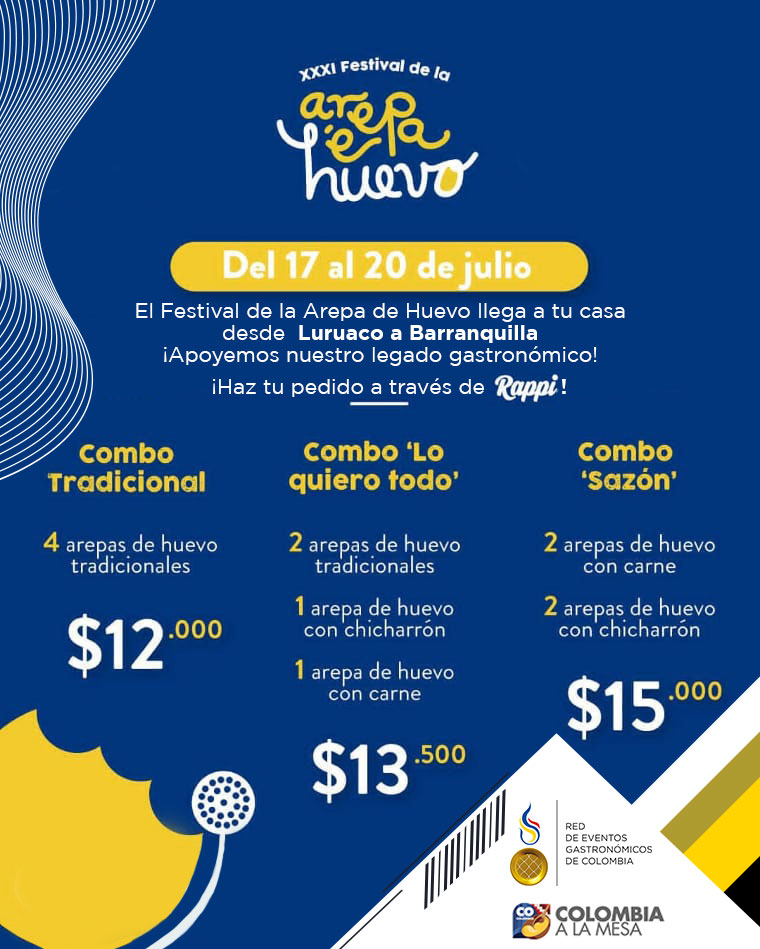 XXXI Festival de la
arepa
'e
huevo
Del 17 al 20 de julio
El Festival de la Arepa de Huevo llega a tu casa
desde Luruaco a Barranquilla
¡Apoyemos nuestro legado gastronómico!
¡Haz tu pedido a través de Rappi!
Combo
Tradicional
4 arepas de huevo
tradicionales
$12.000
Combo 'Lo
quiero todo'
2 arepas de huevo
tradicionales
1 arepa de huevo
con chicharrón
1 arepa de huevo
con carne
$13.500
Combo
'Sazón'
2 arepas de huevo
con carne
2 arepas de huevo
con chicharrón
$15.000
RED
DE EVENTOS
GASTRONÓMICOS
DE COLOMBIA
CO
COLOMBIA
A LA MESA